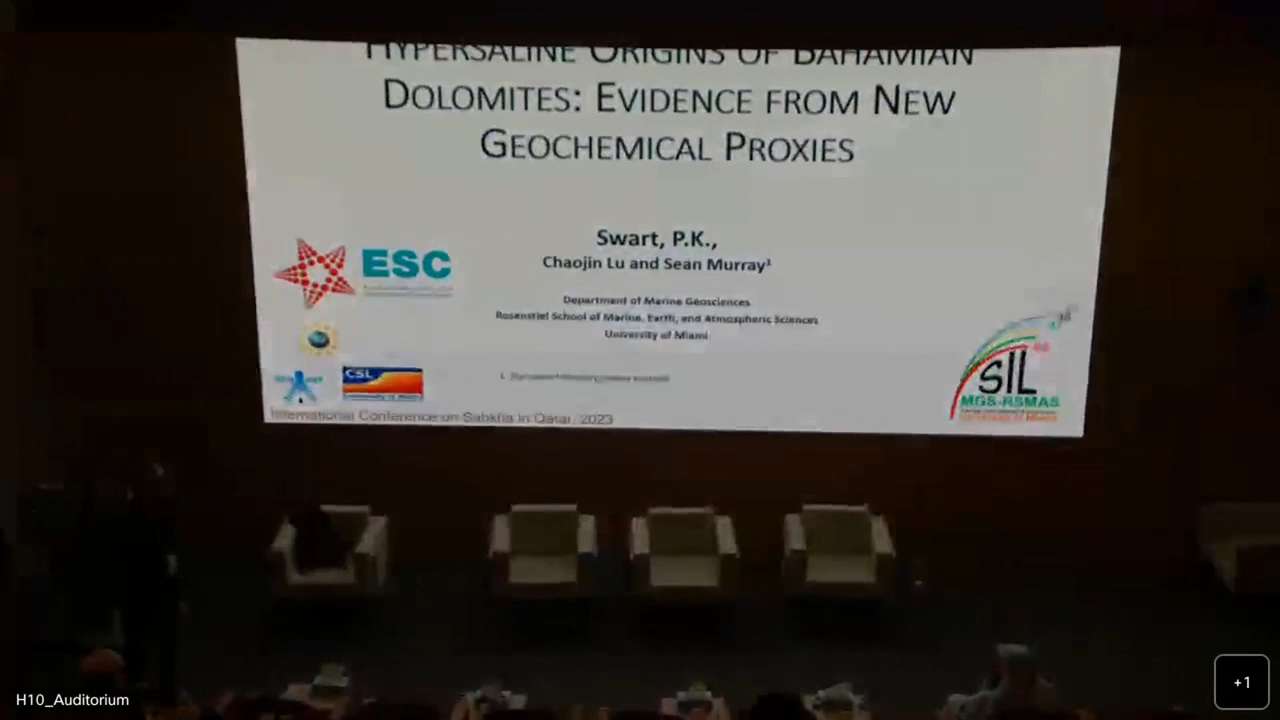 HYPERSALINE ORIGINS OF BAHAMIAN
DOLOMITES: EVIDENCE FROM NEW
GEOCHEMICAL PROXIES
Swart, P.K.,
Chaojin Lu and Sean Murray¹
Department of Marine Geosciences
Rosenstiel School of Marine, Earth, and Atmospheric Sciences
University of Miami
ESC
CSL
SIL
MGS-RSMAS
International Conference on Sabkha in Qatar, 2023
H10_Auditorium
+1